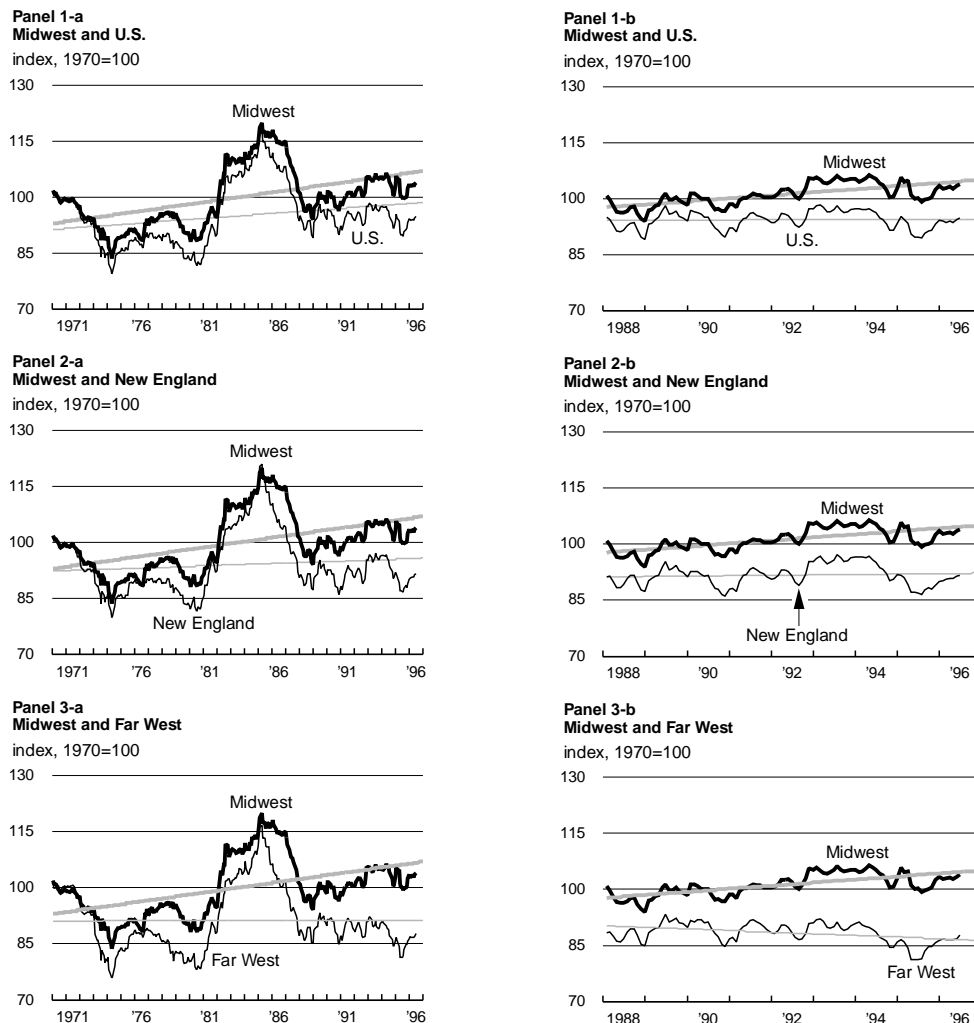 Panel 1-a
Midwest and U.S.
index, 1970=100
130
Midwest
115
100
U.S.
85
70
1971 '76 '81 '86 '91 '96
Panel 1-b
Midwest and U.S.
index, 1970=100
130
115
Midwest
100
U.S.
85
70
1988 '90 '92 '94 '96
Panel 2-a
Midwest and New England
index, 1970=100
130
Midwest
115
100
85
New England
70
1971 '76 '81 '86 '91 '96
Panel 2-b
Midwest and New England
index, 1970=100
130
115
Midwest
100
85
New England
70
1988 '90 '92 '94 '96
Panel 3-a
Midwest and Far West
index, 1970=100
130
Midwest
115
100
85
Far West
70
1971 '76 '81 '86 '91 '96
Panel 3-b
Midwest and Far West
index, 1970=100
130
115
Midwest
100
85
Far West
70
1988 '90 '92 '94 '96